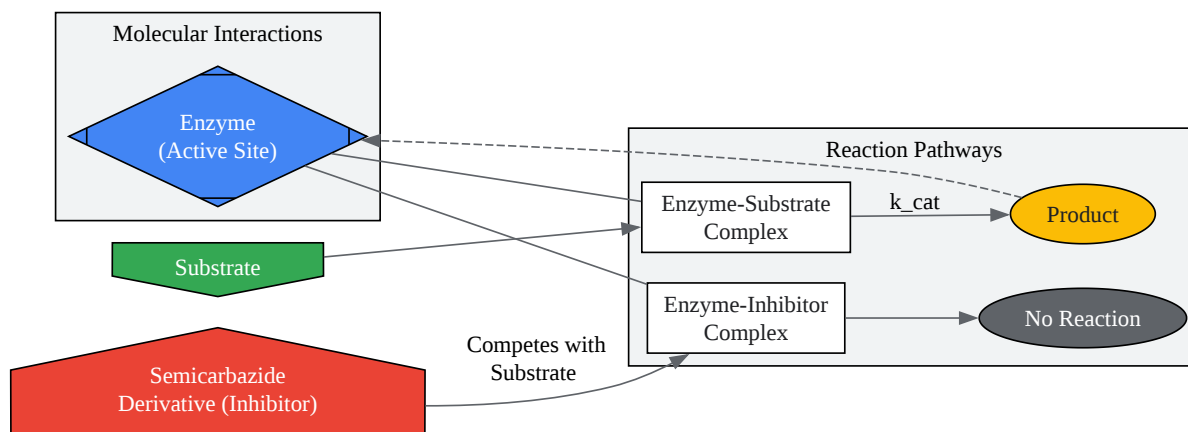 Molecular Interactions
Enzyme
(Active Site)
Substrate
Semicarbazide
Derivative (Inhibitor)
Competes with
Substrate
Reaction Pathways
Enzyme-Substrate
Complex
k_cat
Product
Enzyme-Inhibitor
Complex
No Reaction